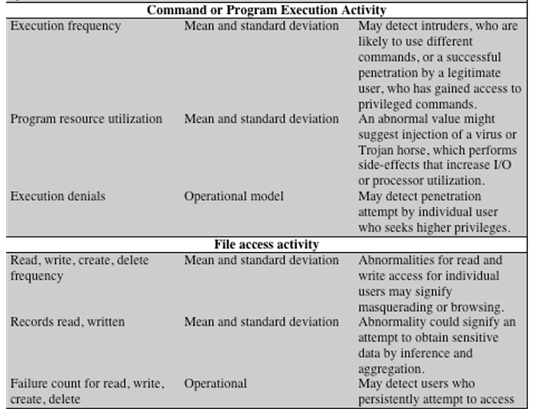 Command or Program Execution Activity
Execution frequency Mean and standard deviation May detect intruders, who are
likely to use different
commands, or a successful
penetration by a legitimate
user, who has gained access to
privileged commands.
Program resource utilization Mean and standard deviation An abnormal value might
suggest injection of a virus or
Trojan horse, which performs
side-effects that increase I/O
or processor utilization.
Execution denials Operational model May detect penetration
attempt by individual user
who seeks higher privileges.
File access activity
Read, write, create, delete Mean and standard deviation Abnormalities for read and
frequency write access for individual
users may signify
masquerading or browsing.
Records read, written Mean and standard deviation Abnormality could signify an
attempt to obtain sensitive
data by inference and
aggregation.
Failure count for read, write, Operational May detect users who
create, delete persistently attempt to access